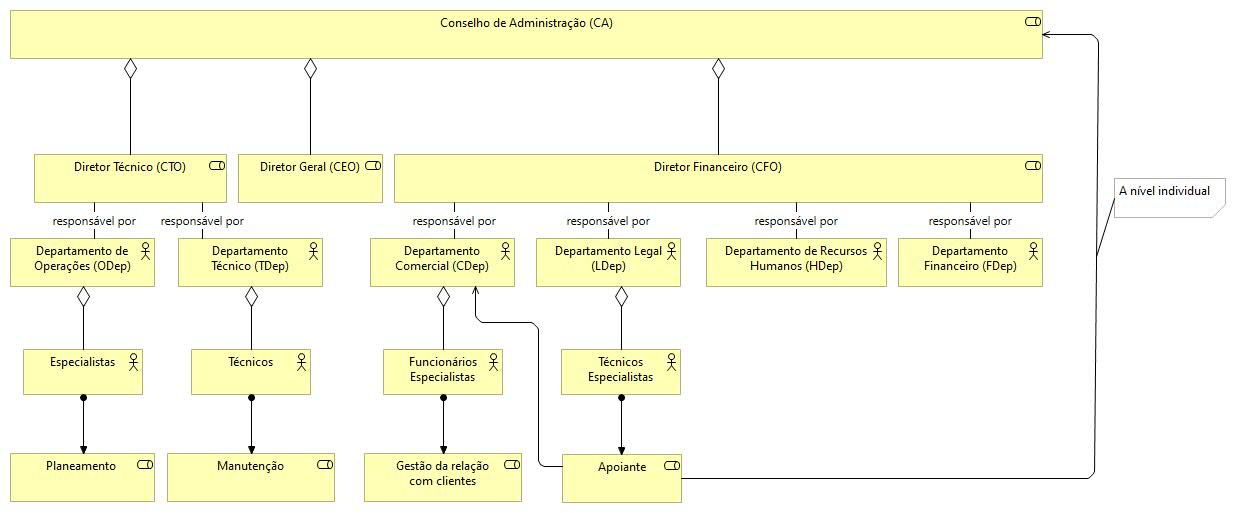 Conselho de Administração (CA)
Diretor Técnico (CTO)
Diretor Geral (CEO)
Diretor Financeiro (CFO)
A nível individual
responsável por
responsável por
responsável por
responsável por
responsável por
responsável por
Departamento de
Operações (ODep)
Departamento
Técnico (TDep)
Departamento
Comercial (CDep)
Departamento Legal
(LDep)
Departamento de Recursos
Humanos (HDep)
Departamento
Financeiro (FDep)
Especialistas
Técnicos
Funcionários
Especialistas
Técnicos
Especialistas
Planeamento
Manutenção
Gestão da relação
com clientes
Apoiante